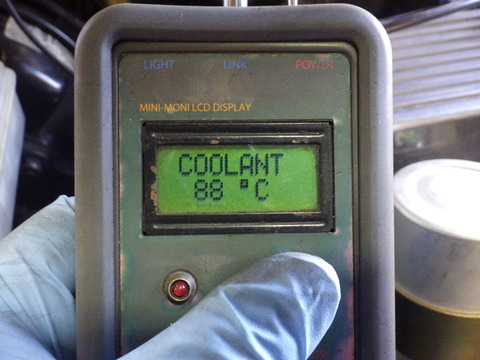 LIGHT LINK POWER
MINI-MONI LCD DISPLAY
COOLANT
88 °C